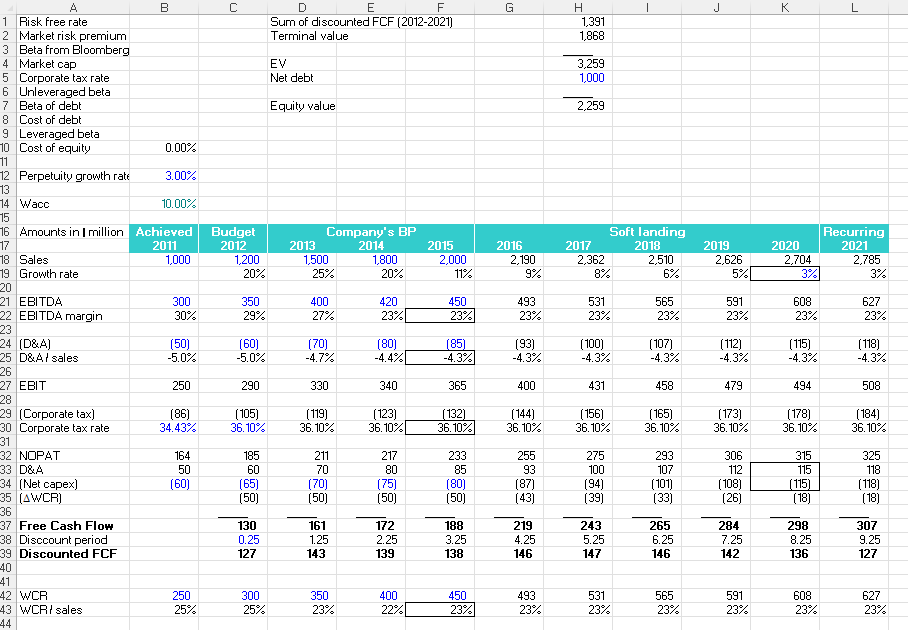 A B C D E F G H I J K L
1 Risk free rate Sum of discounted FCF (2012-2021) 1,391
2 Market risk premium Terminal value 1,868
3 Beta from Bloomberg
4 Market cap EV 3,259
5 Corporate tax rate Net debt 1,000
6 Unleveraged beta
7 Beta of debt Equity value 2,259
8 Cost of debt
9 Leveraged beta
10 Cost of equity 0.00%
11
12 Perpetuity growth rate 3.00%
13
14 Wacc 10.00%
15
16 Amounts in | million Achieved Budget Company's BP Soft landing Recurring
17 2011 2012 2013 2014 2015 2016 2017 2018 2019 2020 2021
18 Sales 1,000 1,200 1,500 1,800 2,000 2,190 2,362 2,510 2,626 2,704 2,785
19 Growth rate 20% 25% 20% 11% 9% 8% 6% 5% 3% 3%
20
21 EBITDA 300 350 400 420 450 493 531 565 591 608 627
22 EBITDA margin 30% 29% 27% 23% 23% 23% 23% 23% 23% 23% 23%
23
24 (D&A) (50) (60) (70) (80) (85) (93) (100) (107) (112) (115) (118)
25 D&A / sales -5.0% -5.0% -4.7% -4.4% -4.3% -4.3% -4.3% -4.3% -4.3% -4.3% -4.3%
26
27 EBIT 250 290 330 340 365 400 431 458 479 494 508
28
29 (Corporate tax) (86) (105) (119) (123) (132) (144) (156) (165) (173) (178) (184)
30 Corporate tax rate 34.43% 36.10% 36.10% 36.10% 36.10% 36.10% 36.10% 36.10% 36.10% 36.10% 36.10%
31
32 NOPAT 164 185 211 217 233 255 275 293 306 315 325
33 D&A 50 60 70 80 85 93 100 107 112 115 118
34 (Net capex) (60) (65) (70) (75) (80) (87) (94) (101) (108) (115) (118)
35 (ΔWCR) (50) (50) (50) (50) (43) (39) (33) (26) (18) (18)
36
37 Free Cash Flow 130 161 172 188 219 243 265 284 298 307
38 Disccount period 0.25 1.25 2.25 3.25 4.25 5.25 6.25 7.25 8.25 9.25
39 Discounted FCF 127 143 139 138 146 147 146 142 136 127
40
41
42 WCR 250 300 350 400 450 493 531 565 591 608 627
43 WCR / sales 25% 25% 23% 22% 23% 23% 23% 23% 23% 23% 23%
44